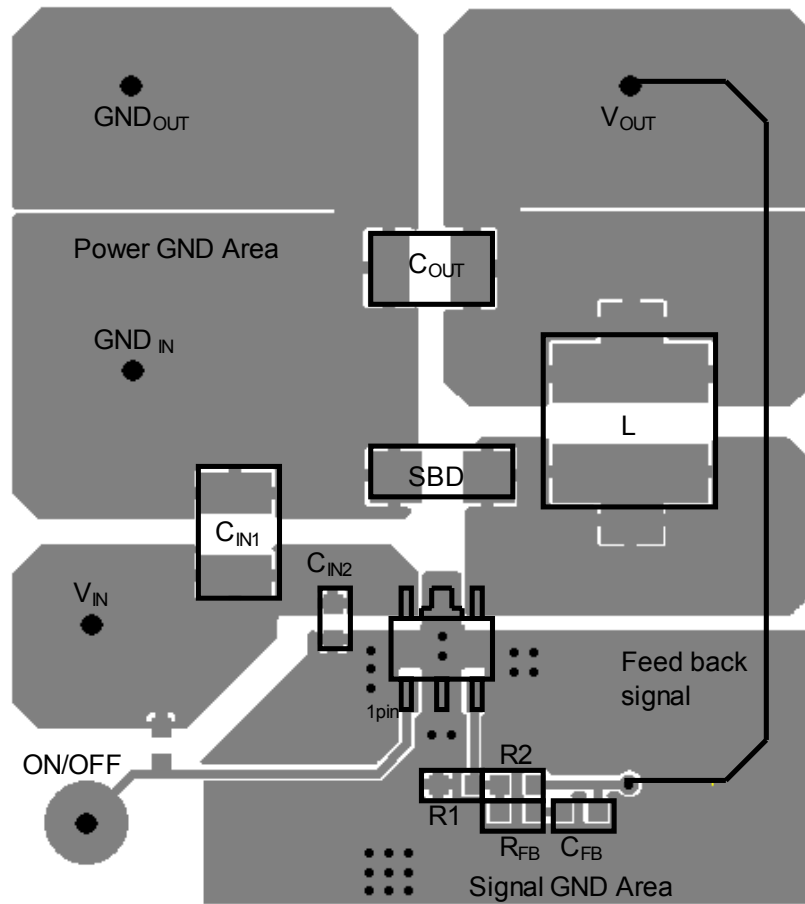 GNDOUT
VOUT
Power GND Area
COUT
GND IN
L
SBD
CIN1
CIN2
VIN
Feed back
signal
1pin
ON/OFF
R2
R1
RFB
CFB
Signal GND Area